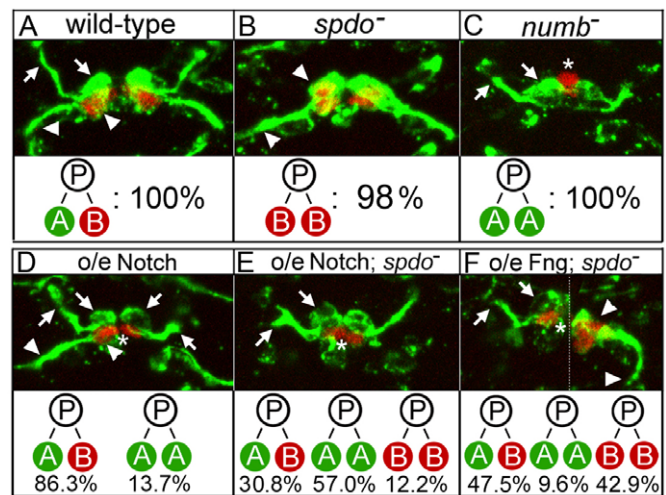 A wild-type
B spdo⁻
C numb⁻
*
P
A B : 100%
P
B B : 98%
P
A A : 100%
D o/e Notch
E o/e Notch; spdo⁻
F o/e Fng; spdo⁻
* * *
P P
A B A A
86.3% 13.7%
P P P
A B A A B B
30.8% 57.0% 12.2%
P P P
A B A A B B
47.5% 9.6% 42.9%